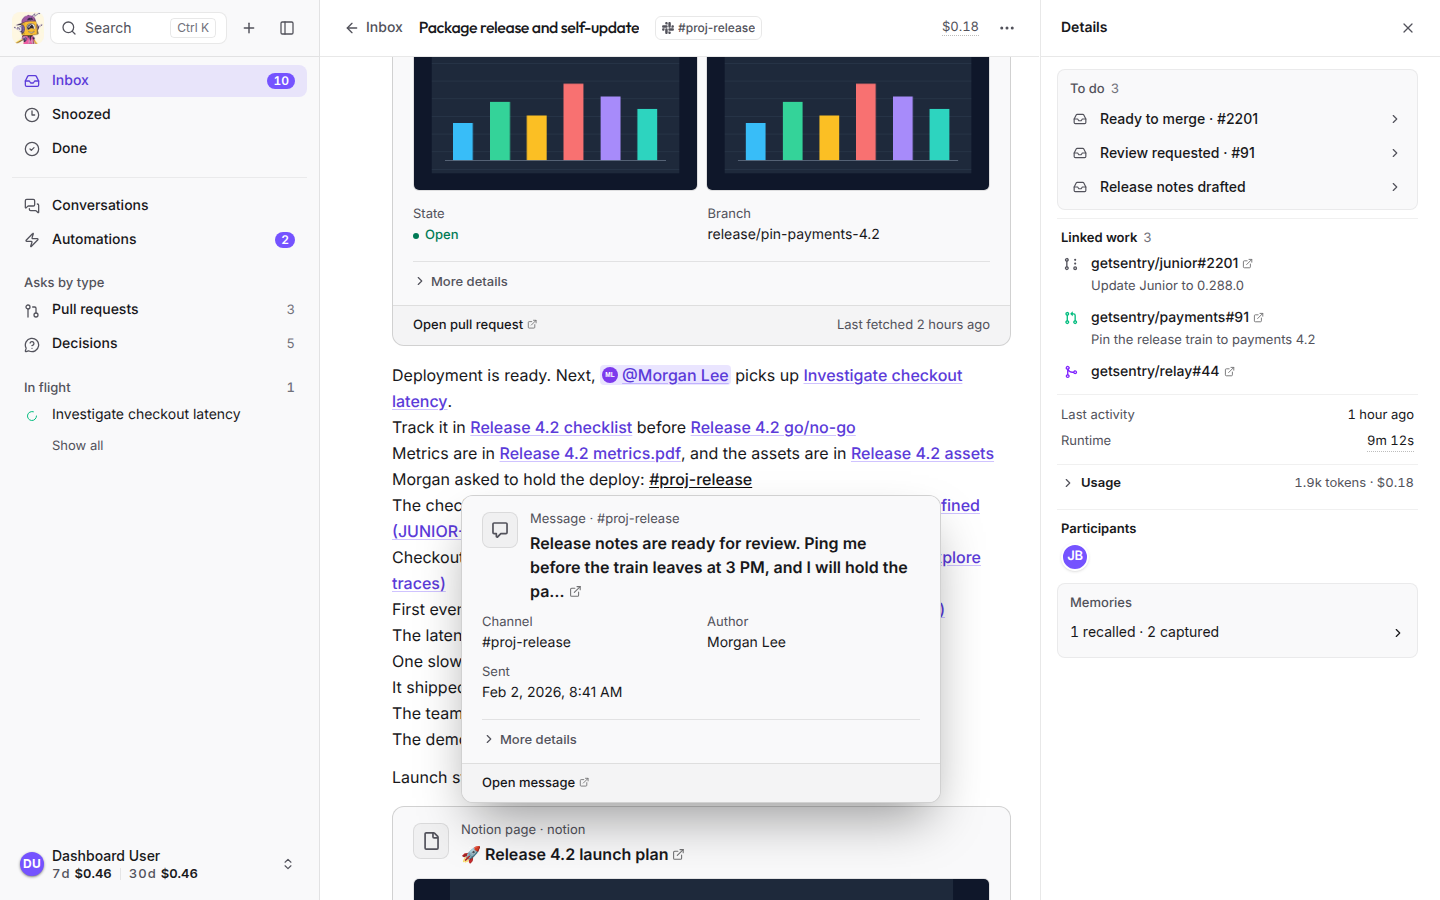 Search
Ctrl K
Inbox
10
Snoozed
Done
Conversations
Automations
2
Asks by type
Pull requests
3
Decisions
5
In flight
1
Investigate checkout latency
Show all
DU
Dashboard User
7d $0.46
30d $0.46
Inbox
Package release and self-update
#proj-release
$0.18
State
Open
Branch
release/pin-payments-4.2
More details
Open pull request
Last fetched 2 hours ago
Deployment is ready. Next, ML @Morgan Lee picks up Investigate checkout
latency.
Track it in Release 4.2 checklist before Release 4.2 go/no-go
Metrics are in Release 4.2 metrics.pdf, and the assets are in Release 4.2 assets
Morgan asked to hold the deploy: #proj-release
The
(JUNIOR-
traces)
First
The
One slow
It shipped
The team
The
Launch
Message · #proj-release
Release notes are ready for review. Ping me
before the train leaves at 3 PM, and I will hold the
pa...
Channel
#proj-release
Author
Morgan Lee
Sent
Feb 2, 2026, 8:41 AM
More details
Open message
Notion page · notion
🚀 Release 4.2 launch plan
Details
To do 3
Ready to merge · #2201
Review requested · #91
Release notes drafted
Linked work 3
getsentry/junior#2201
Update Junior to 0.288.0
getsentry/payments#91
Pin the release train to payments 4.2
getsentry/relay#44
Last activity
1 hour ago
Runtime
9m 12s
Usage
1.9k tokens · $0.18
Participants
JB
Memories
1 recalled · 2 captured